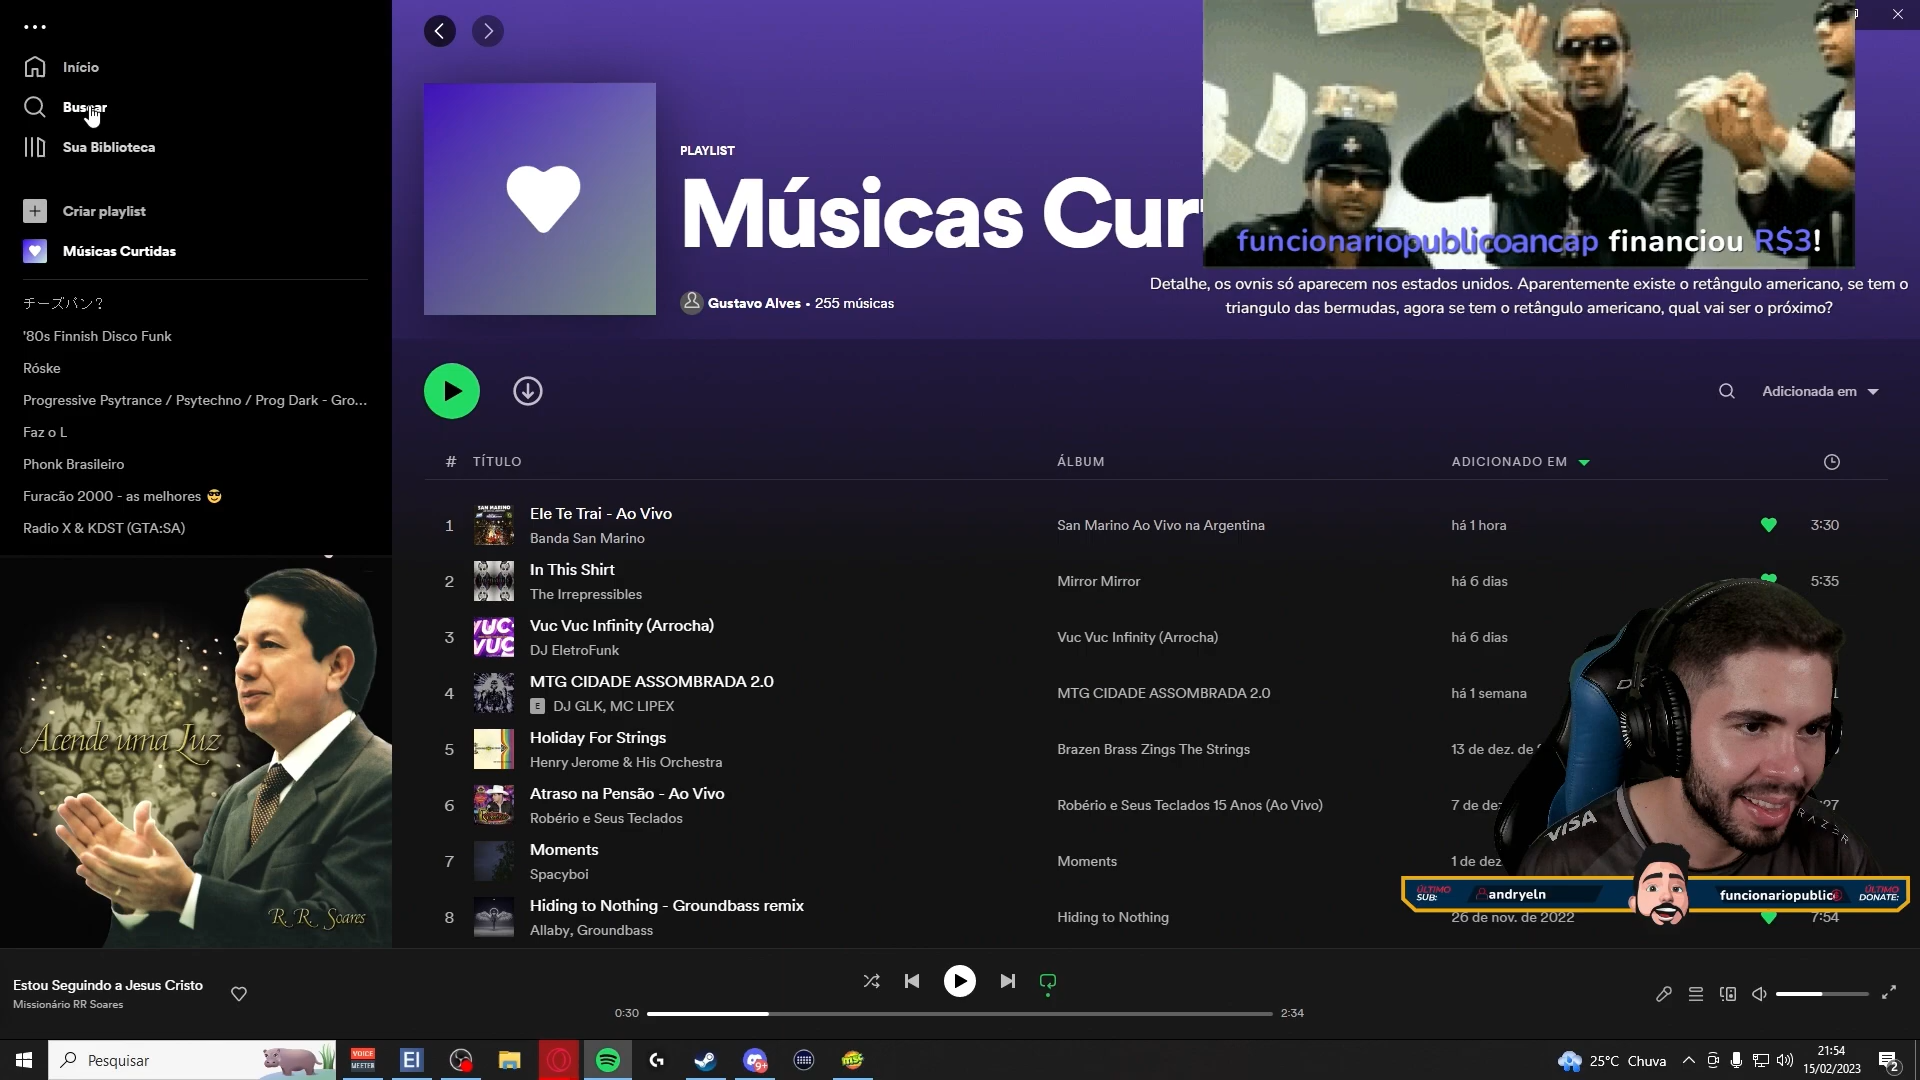 Início
Buscar
Sua Biblioteca
Criar playlist
Músicas Curtidas
チーズパン?
'80s Finnish Disco Funk
Róske
Progressive Psytrance / Psytechno / Prog Dark - Gro...
Faz o L
Phonk Brasileiro
Furacão 2000 - as melhores 😎
Radio X & KDST (GTA:SA)
Acende uma Luz
R. R. Soares
PLAYLIST
Músicas Cur
Gustavo Alves • 255 músicas
funcionariopublicoancap financiou R$3!
Detalhe, os ovnis só aparecem nos estados unidos. Aparentemente existe o retângulo americano, se tem o
triangulo das bermudas, agora se tem o retângulo americano, qual vai ser o próximo?
Adicionada em
# TÍTULO ÁLBUM ADICIONADO EM
1 Ele Te Trai - Ao Vivo San Marino Ao Vivo na Argentina há 1 hora 3:30
Banda San Marino
2 In This Shirt Mirror Mirror há 6 dias 5:35
The Irrepressibles
3 Vuc Vuc Infinity (Arrocha) Vuc Vuc Infinity (Arrocha) há 6 dias
DJ EletroFunk
4 MTG CIDADE ASSOMBRADA 2.0 MTG CIDADE ASSOMBRADA 2.0 há 1 semana
E DJ GLK, MC LIPEX
5 Holiday For Strings Brazen Brass Zings The Strings 13 de dez. de
Henry Jerome & His Orchestra
6 Atraso na Pensão - Ao Vivo Robério e Seus Teclados 15 Anos (Ao Vivo) 7 de dez :27
Robério e Seus Teclados
7 Moments Moments 1 de dez
Spacyboi
8 Hiding to Nothing - Groundbass remix Hiding to Nothing 26 de nov. de 2022 7:54
Allaby, Groundbass
VISA
RAZER
ÚLTIMO SUB: andryeln
funcionariopublic ÚLTIMO DONATE:
Estou Seguindo a Jesus Cristo
Missionário RR Soares
0:30
2:34
Pesquisar
VOICE MEETER
EI
9+
25°C Chuva
21:54
15/02/2023
2